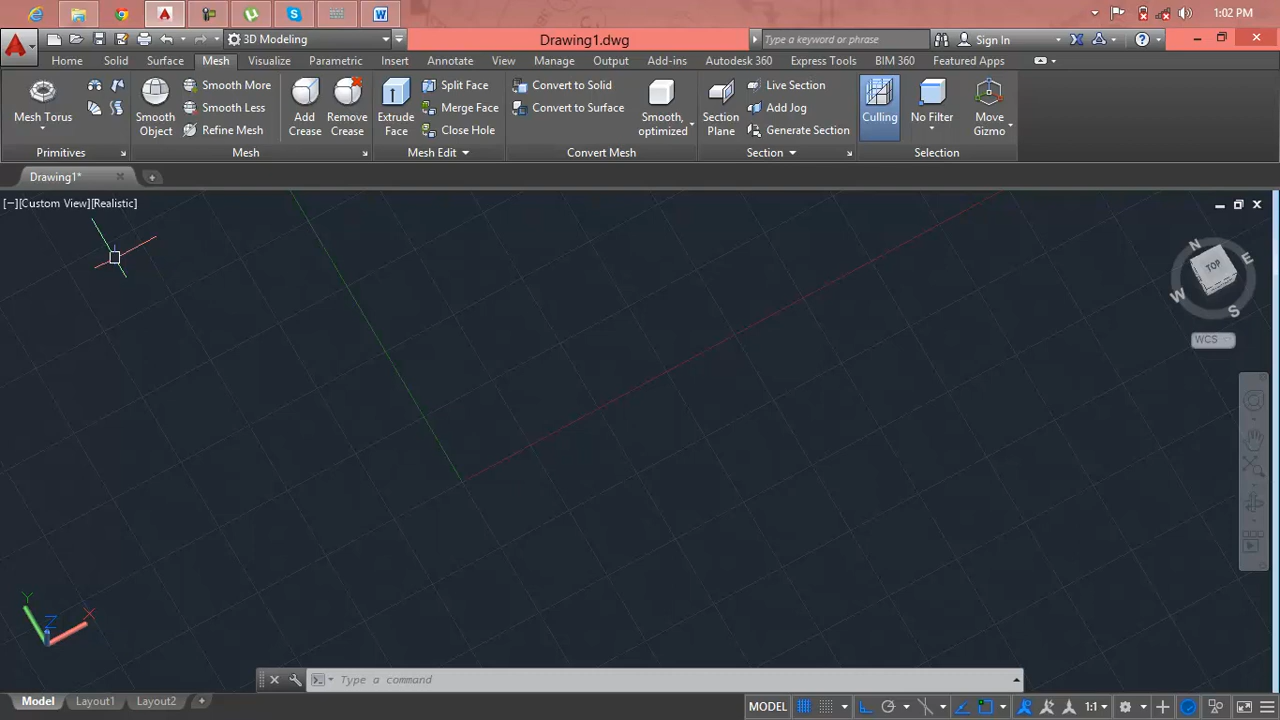 1:02 PM
3D Modeling
Drawing1.dwg
Type a keyword or phrase
Sign In
Home Solid Surface Mesh Visualize Parametric Insert Annotate View Manage Output Add-ins Autodesk 360 Express Tools BIM 360 Featured Apps
Mesh Torus
Smooth Object
Smooth More
Smooth Less
Refine Mesh
Add Crease
Remove Crease
Extrude Face
Split Face
Merge Face
Close Hole
Convert to Solid
Convert to Surface
Smooth, optimized
Section Plane
Live Section
Add Jog
Generate Section
Culling
No Filter
Move Gizmo
Primitives Mesh Mesh Edit Convert Mesh Section Selection
Drawing1*
[−][Custom View][Realistic]
N
E
TOP
W
S
WCS
Y
Z
X
Type a command
Model Layout1 Layout2
MODEL
1:1